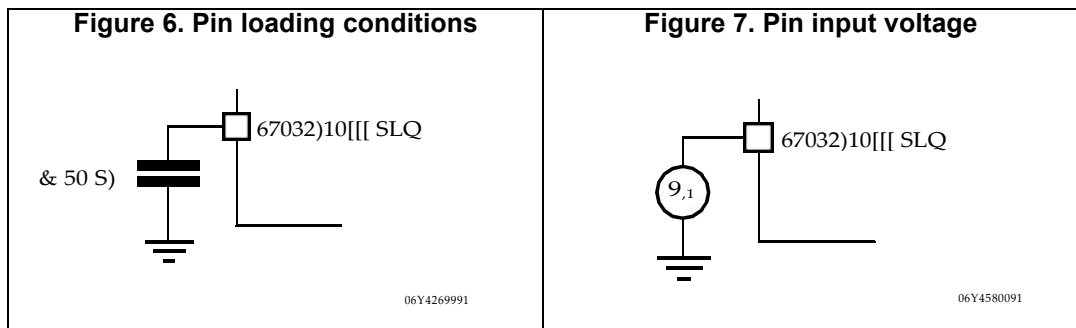 Figure 6. Pin loading conditions
67032)10[[[ SLQ
& 50 S)
06Y4269991
Figure 7. Pin input voltage
67032)10[[[ SLQ
9,1
06Y4580091